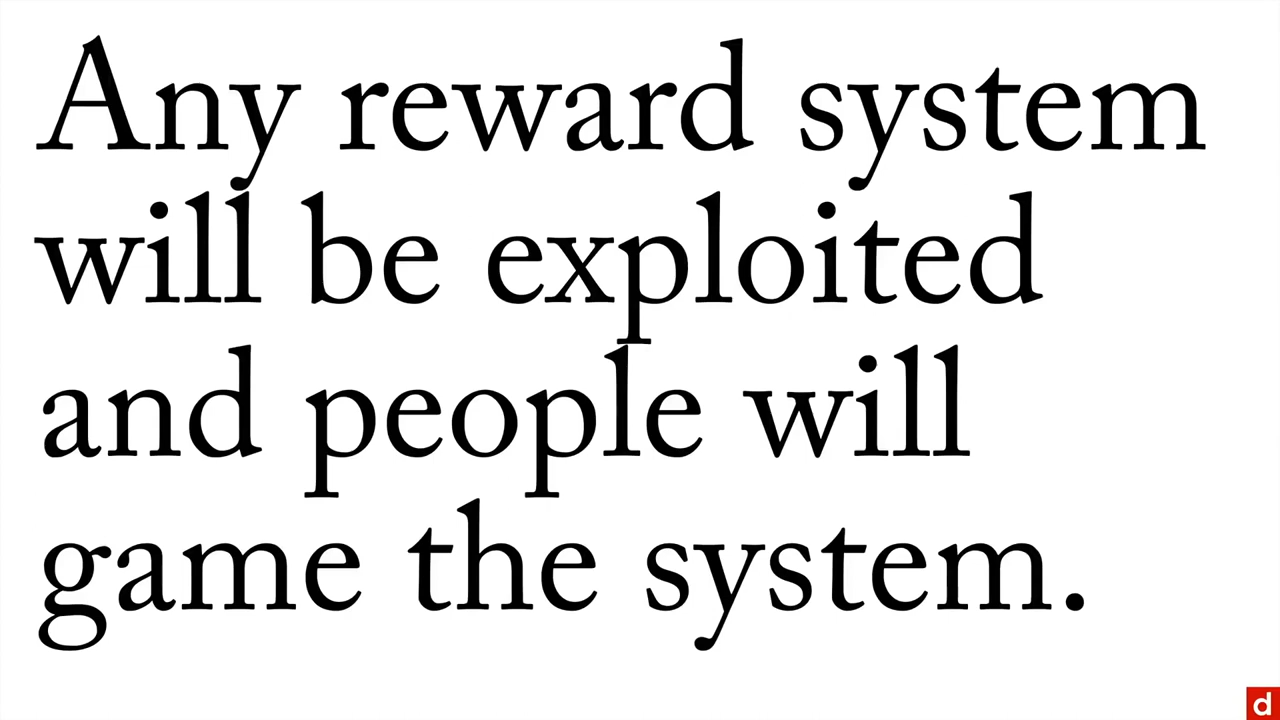 Any reward system
will be exploited
and people will
game the system.
d